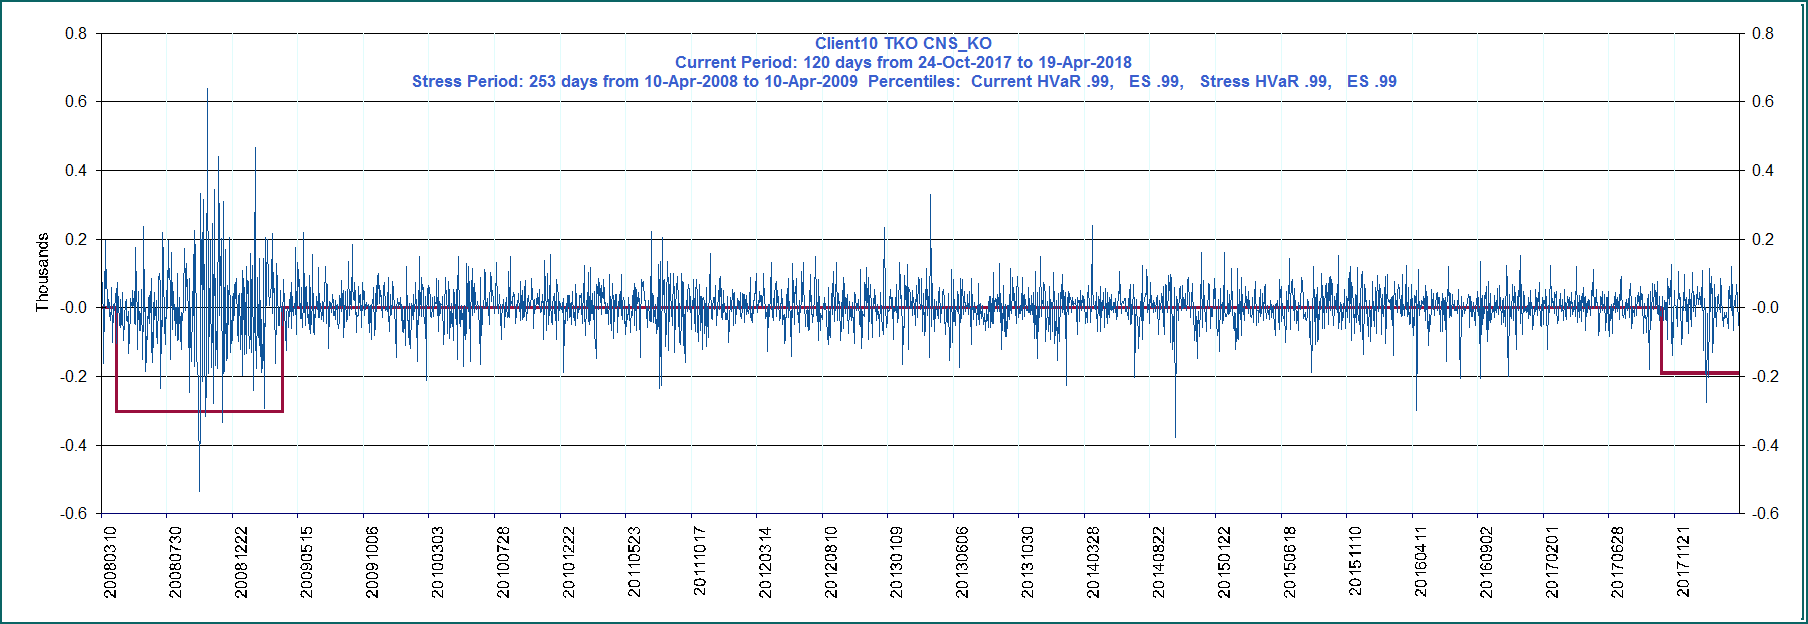 Client10 TKO CNS_KO
Current Period: 120 days from 24-Oct-2017 to 19-Apr-2018
Stress Period: 253 days from 10-Apr-2008 to 10-Apr-2009  Percentiles:  Current HVaR .99,   ES .99,   Stress HVaR .99,   ES .99
0.8 0.8
0.6 0.6
0.4 0.4
0.2 0.2
-0.0 -0.0
-0.2 -0.2
-0.4 -0.4
-0.6 -0.6
Thousands
20080310 20080730 20081222 20090515 20091006 20100303 20100728 20101222 20110523 20111017 20120314 20120810 20130109 20130606 20131030 20140328 20140822 20150122 20150618 20151110 20160411 20160902 20170201 20170628 20171121